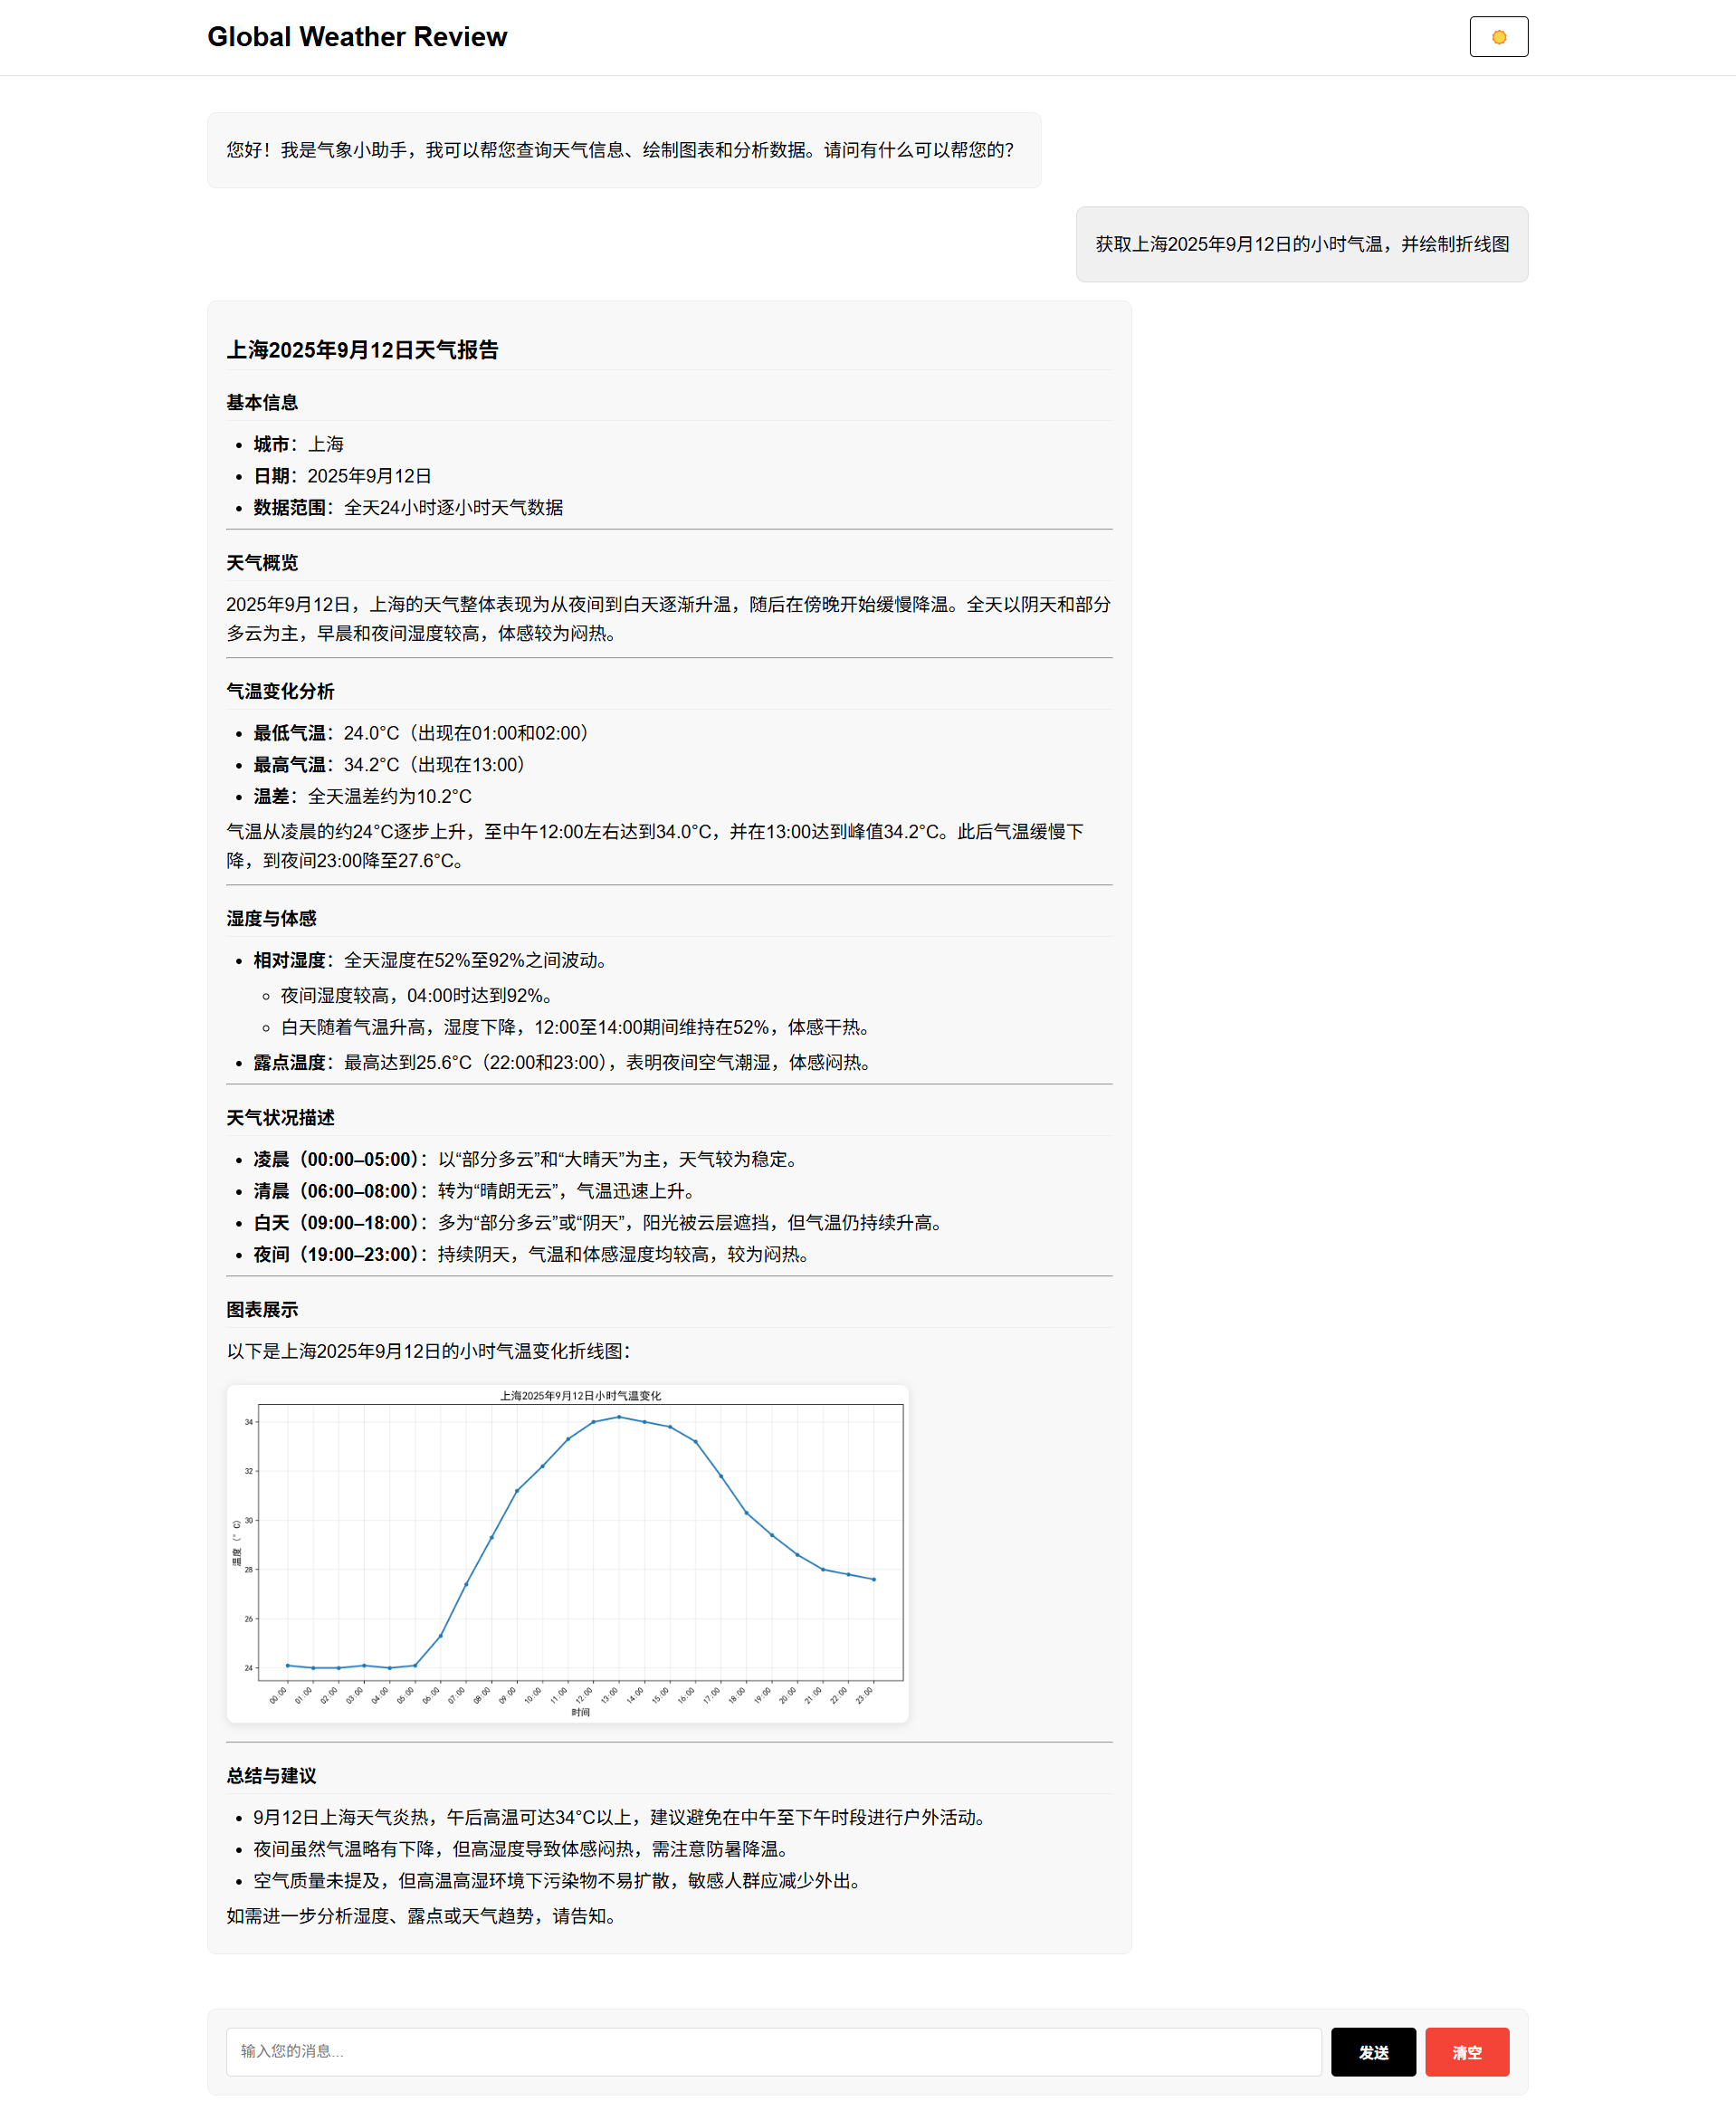 Global Weather Review
您好！我是气象小助手，我可以帮您查询天气信息、绘制图表和分析数据。请问有什么可以帮您的？
获取上海2025年9月12日的小时气温，并绘制折线图
上海2025年9月12日天气报告
基本信息
• 城市：上海
• 日期：2025年9月12日
• 数据范围：全天24小时逐小时天气数据
天气概览
2025年9月12日，上海的天气整体表现为从夜间到白天逐渐升温，随后在傍晚开始缓慢降温。全天以阴天和部分
多云为主，早晨和夜间湿度较高，体感较为闷热。
气温变化分析
• 最低气温：24.0°C（出现在01:00和02:00）
• 最高气温：34.2°C（出现在13:00）
• 温差：全天温差约为10.2°C
气温从凌晨的约24°C逐步上升，至中午12:00左右达到34.0°C，并在13:00达到峰值34.2°C。此后气温缓慢下
降，到夜间23:00降至27.6°C。
湿度与体感
• 相对湿度：全天湿度在52%至92%之间波动。
◦ 夜间湿度较高，04:00时达到92%。
◦ 白天随着气温升高，湿度下降，12:00至14:00期间维持在52%，体感干热。
• 露点温度：最高达到25.6°C（22:00和23:00），表明夜间空气潮湿，体感闷热。
天气状况描述
• 凌晨（00:00–05:00）：以“部分多云”和“大晴天”为主，天气较为稳定。
• 清晨（06:00–08:00）：转为“晴朗无云”，气温迅速上升。
• 白天（09:00–18:00）：多为“部分多云”或“阴天”，阳光被云层遮挡，但气温仍持续升高。
• 夜间（19:00–23:00）：持续阴天，气温和体感湿度均较高，较为闷热。
图表展示
以下是上海2025年9月12日的小时气温变化折线图：
上海2025年9月12日小时气温变化
34
32
30
28
26
24
温度 (°C)
00:00 01:00 02:00 03:00 04:00 05:00 06:00 07:00 08:00 09:00 10:00 11:00 12:00 13:00 14:00 15:00 16:00 17:00 18:00 19:00 20:00 21:00 22:00 23:00
时间
总结与建议
• 9月12日上海天气炎热，午后高温可达34°C以上，建议避免在中午至下午时段进行户外活动。
• 夜间虽然气温略有下降，但高湿度导致体感闷热，需注意防暑降温。
• 空气质量未提及，但高温高湿环境下污染物不易扩散，敏感人群应减少外出。
如需进一步分析湿度、露点或天气趋势，请告知。
输入您的消息...
发送
清空